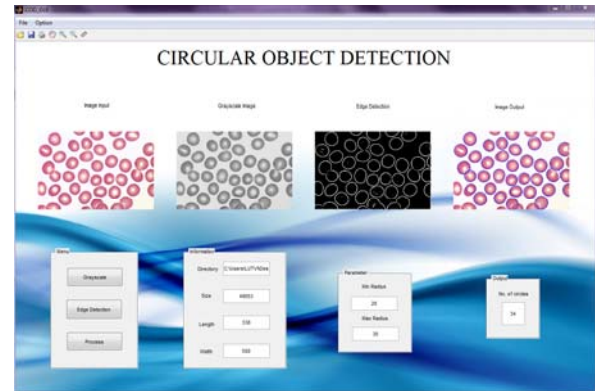 File Option
CIRCULAR OBJECT DETECTION
Image Input
Grayscale Image
Edge Detection
Image Output
Menu
Grayscale
Edge Detection
Process
Information
Directory
Size
Length
Width
Parameter
Min Radius
Max Radius
Output
No. of circles
34